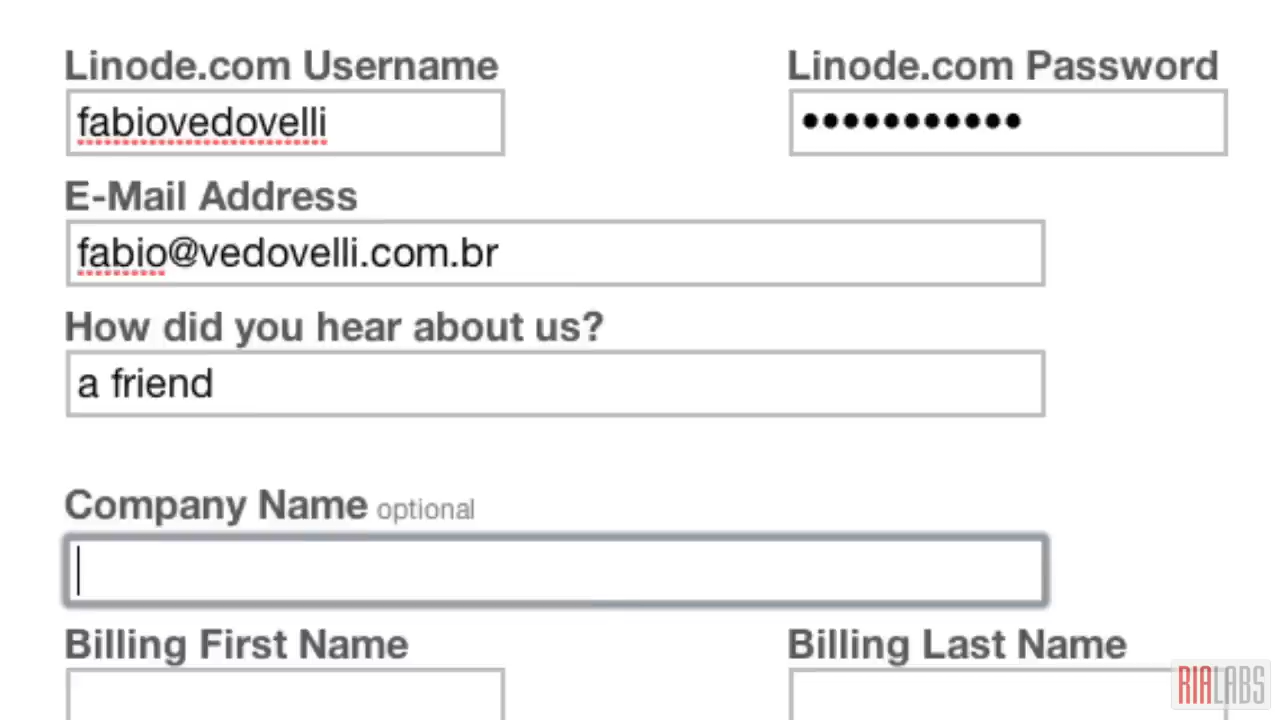 Linode.com Username
Linode.com Password
fabiovedovelli
•••••••••••
E-Mail Address
fabio@vedovelli.com.br
How did you hear about us?
a friend
Company Name optional
Billing First Name
Billing Last Name
RIALABS